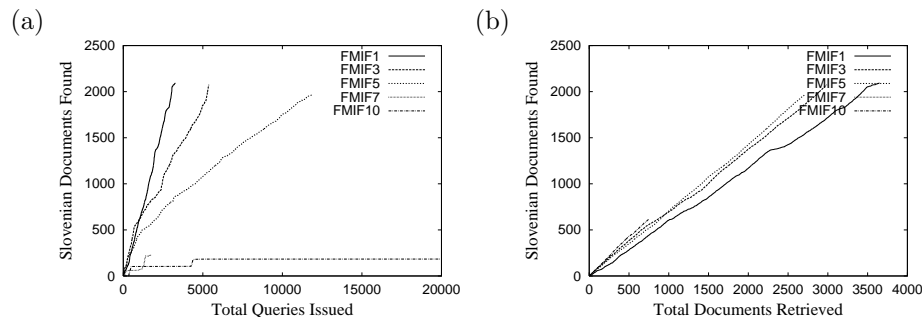 (a)
Slovenian Documents Found
2500
2000
1500
1000
500
0
0
5000
10000
15000
20000
Total Queries Issued
FMIF1
FMIF3
FMIF5
FMIF7
FMIF10
(b)
Slovenian Documents Found
2500
2000
1500
1000
500
0
0
500
1000
1500
2000
2500
3000
3500
4000
Total Documents Retrieved
FMIF1
FMIF3
FMIF5
FMIF7
FMIF10